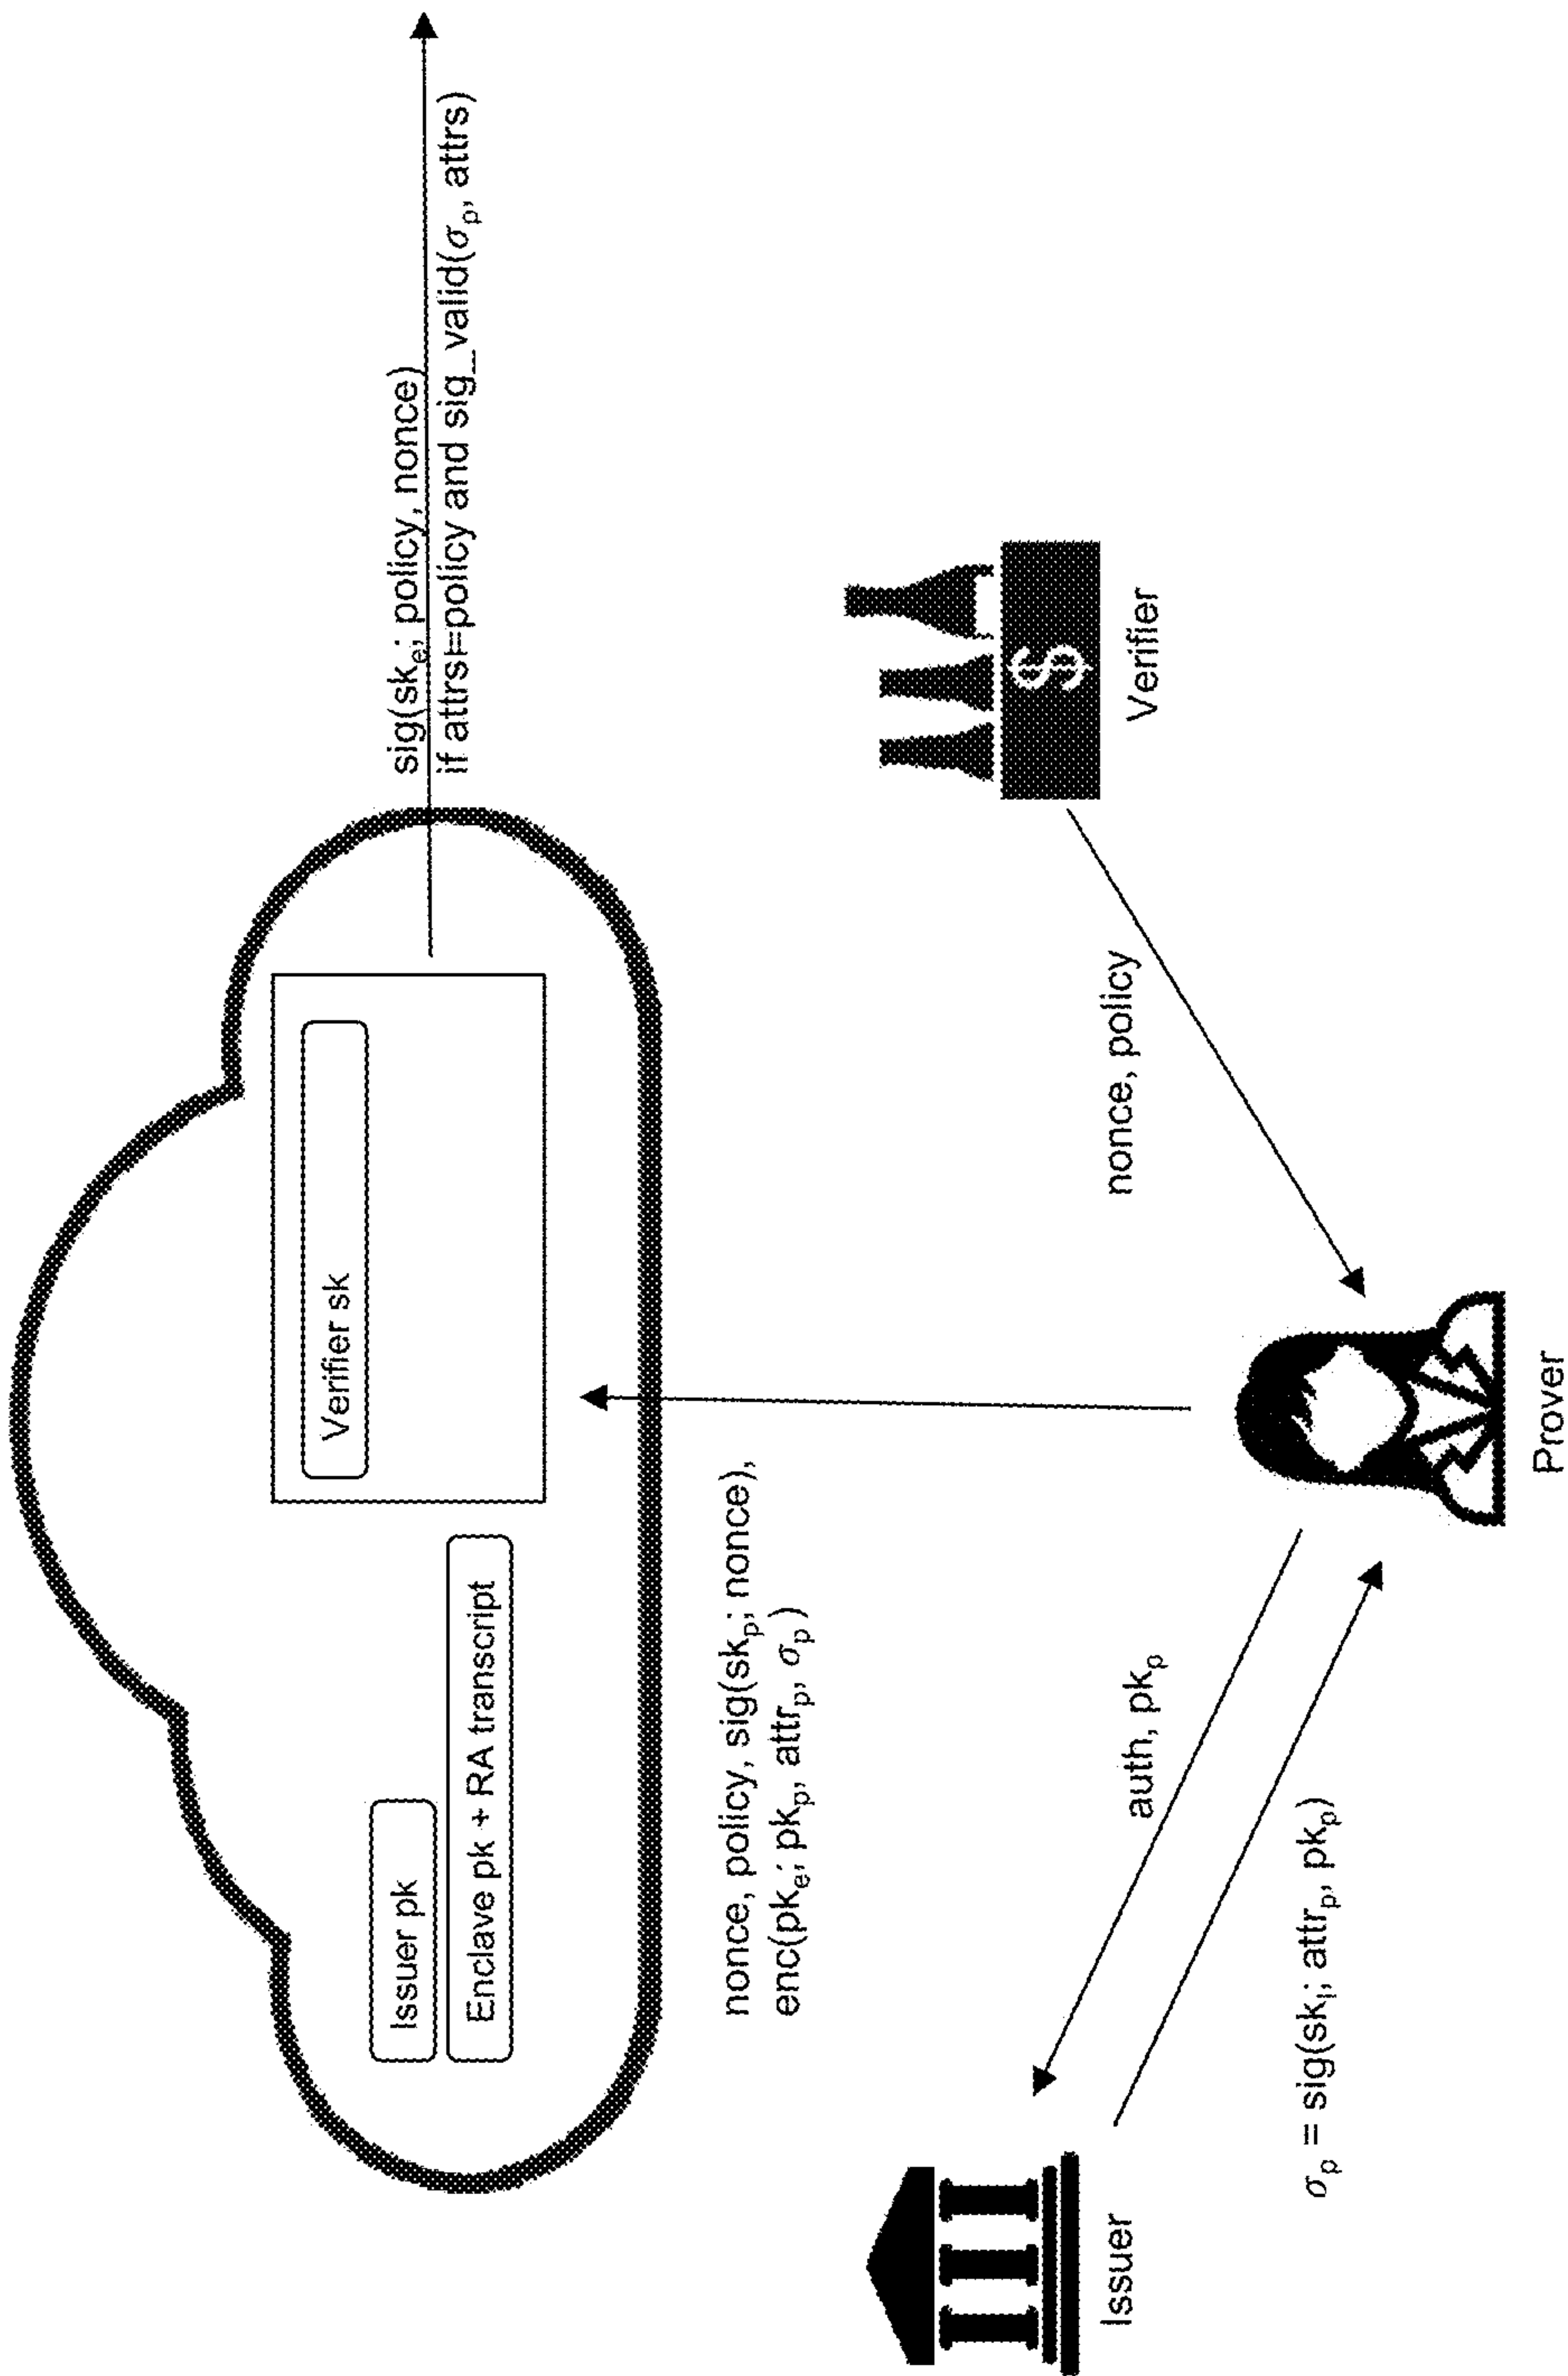 sig(skₑ; policy, nonce)
if attrs⊨policy and sig_valid(σₚ, attrs)
Verifier sk
Issuer pk
Enclave pk + RA transcript
nonce, policy, sig(skₚ; nonce),
enc(pkₑ; pkₚ, attrₚ, σₚ)
nonce, policy
Verifier
auth, pkₚ
σₚ = sig(skᵢ; attrₚ, pkₚ)
Issuer
Prover
$